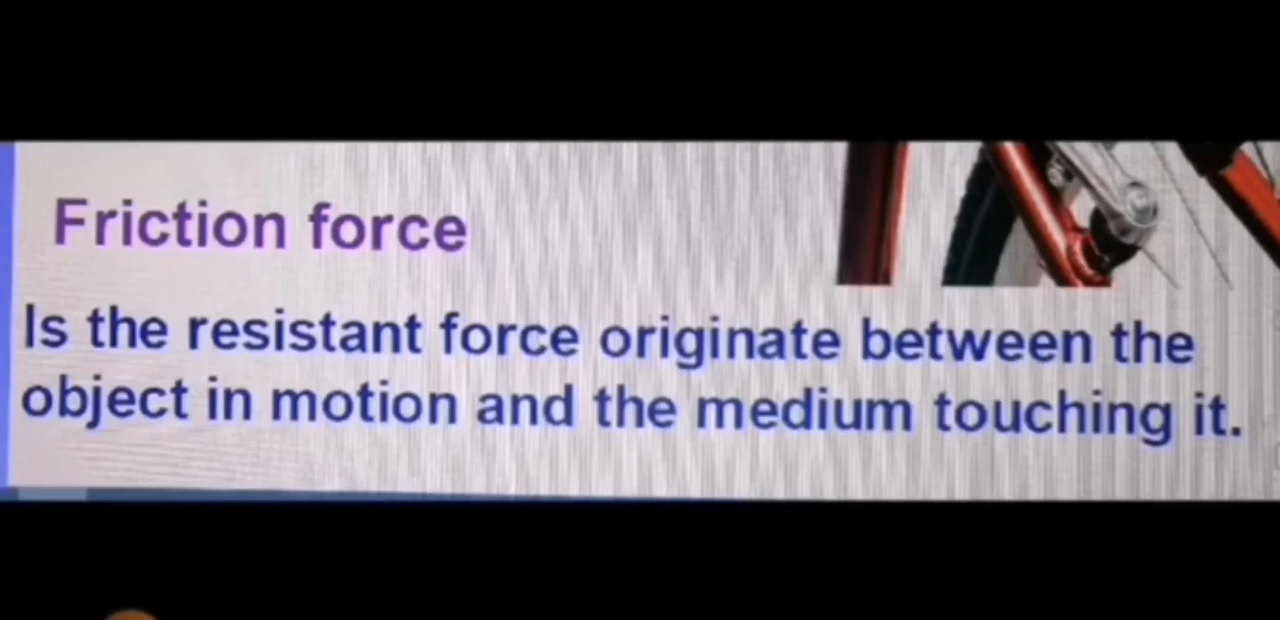 Friction force
Is the resistant force originate between the
object in motion and the medium touching it.